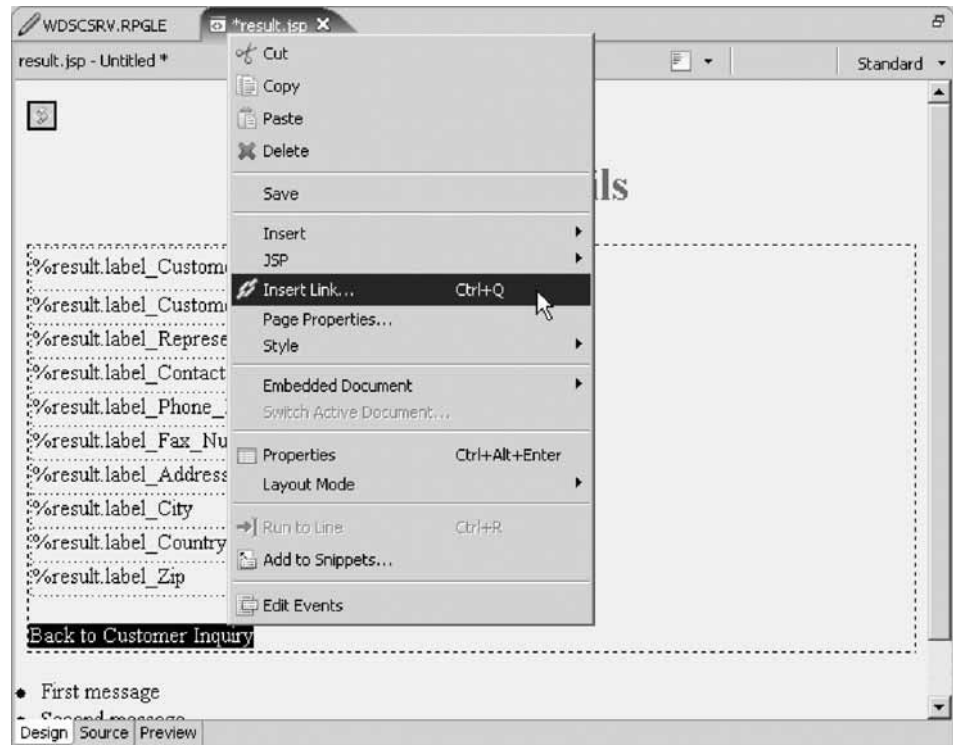 WDSCSRV.RPGLE
*result.jsp
result.jsp - Untitled *
Standard
Cut
Copy
Paste
Delete
Save
ils
Insert
JSP
%result.label_Custom
Insert Link... Ctrl+Q
%result.label_Custom
Page Properties...
%result.label_Represe
Style
%result.label_Contact
Embedded Document
%result.label_Phone_
Switch Active Document...
%result.label_Fax_Nu
Properties Ctrl+Alt+Enter
%result.label_Address
Layout Mode
%result.label_City
Run to Line Ctrl+R
%result.label_Country
Add to Snippets...
%result.label_Zip
Edit Events
Back to Customer Inquiry
First message
Second message
Design Source Preview